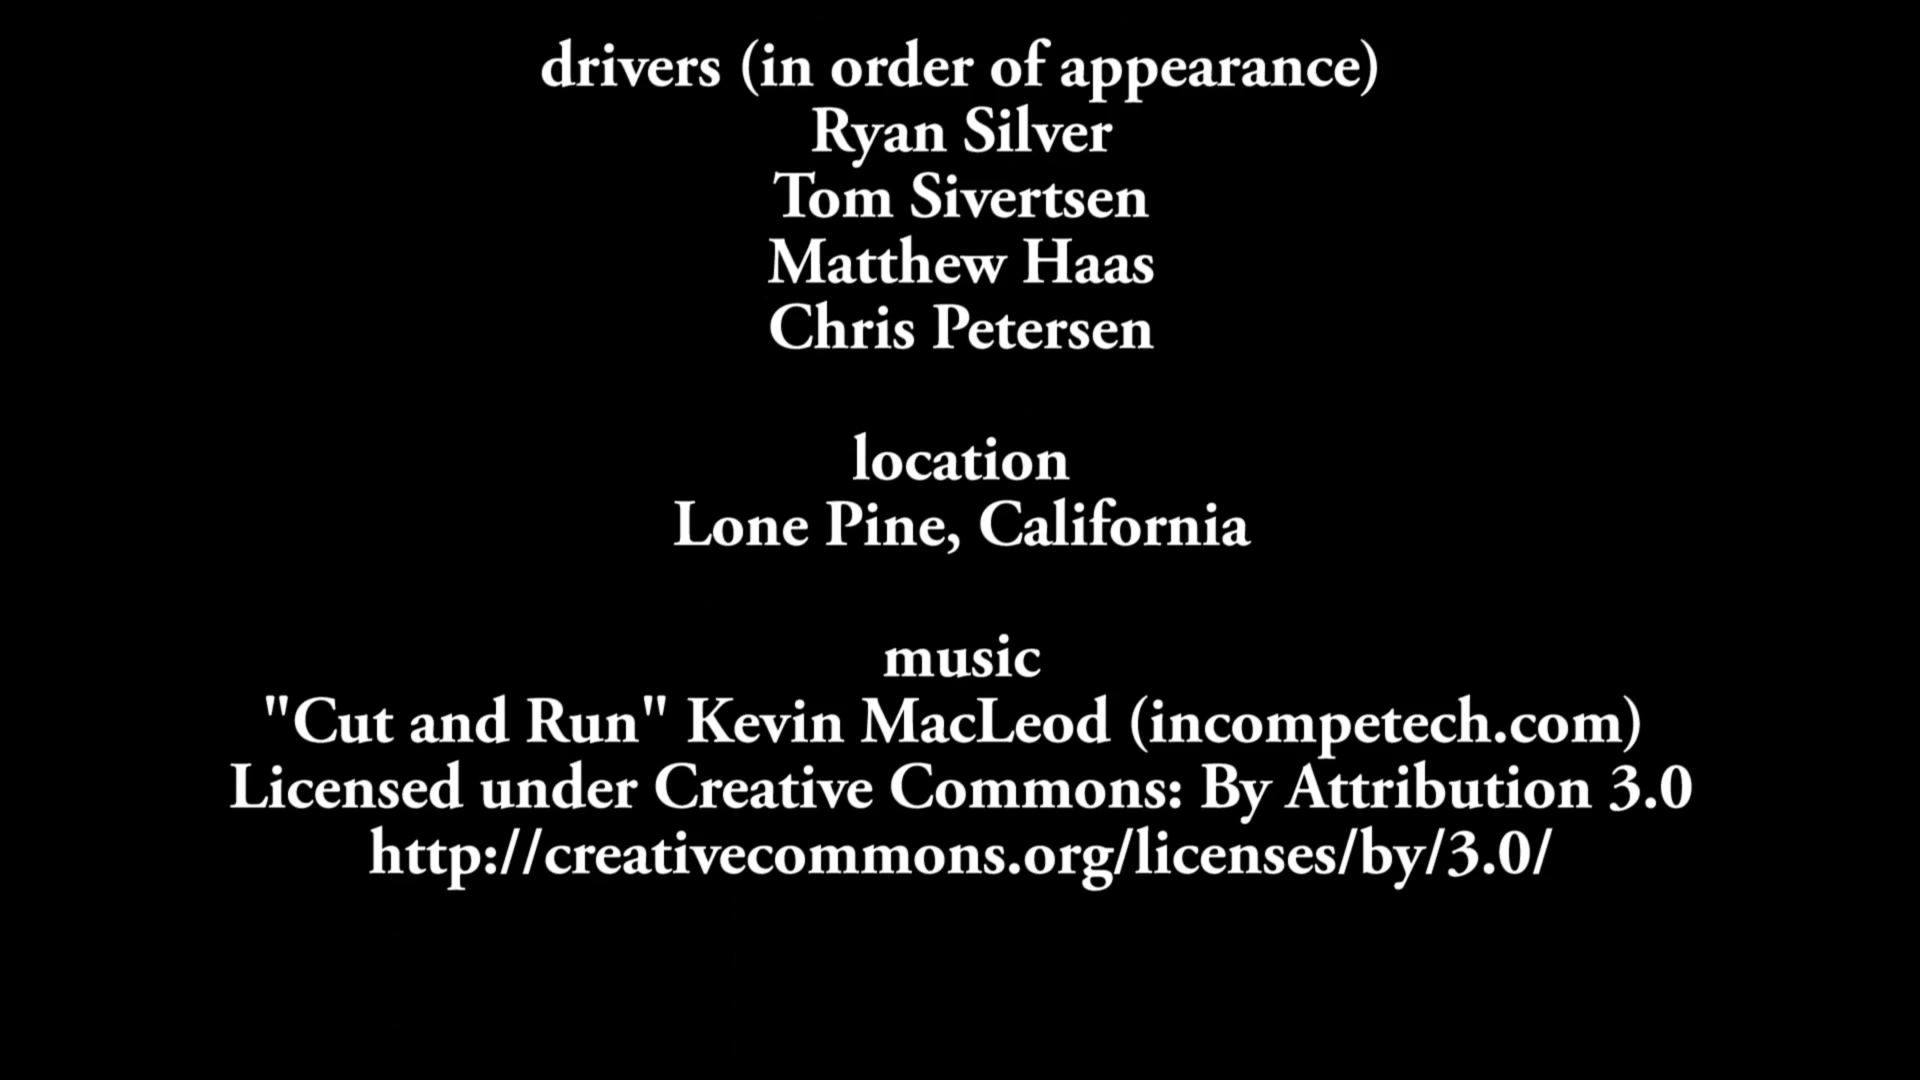 drivers (in order of appearance)
Ryan Silver
Tom Sivertsen
Matthew Haas
Chris Petersen
location
Lone Pine, California
music
"Cut and Run" Kevin MacLeod (incompetech.com)
Licensed under Creative Commons: By Attribution 3.0
http://creativecommons.org/licenses/by/3.0/